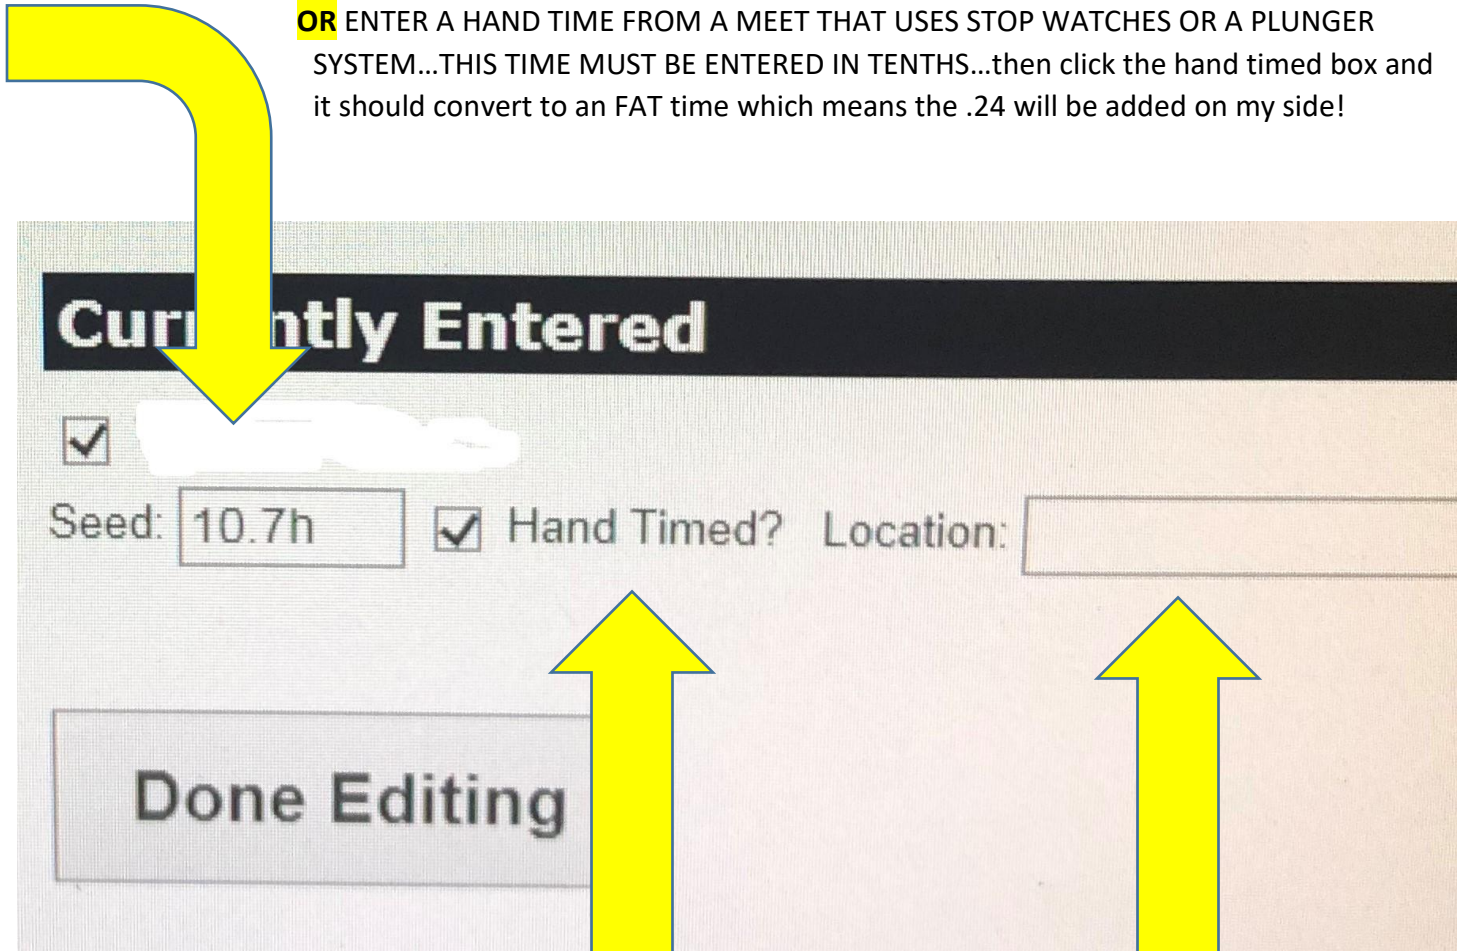 OR ENTER A HAND TIME FROM A MEET THAT USES STOP WATCHES OR A PLUNGER
SYSTEM…THIS TIME MUST BE ENTERED IN TENTHS…then click the hand timed box and
it should convert to an FAT time which means the .24 will be added on my side!
Currently Entered
Seed: 10.7h Hand Timed? Location:
Done Editing